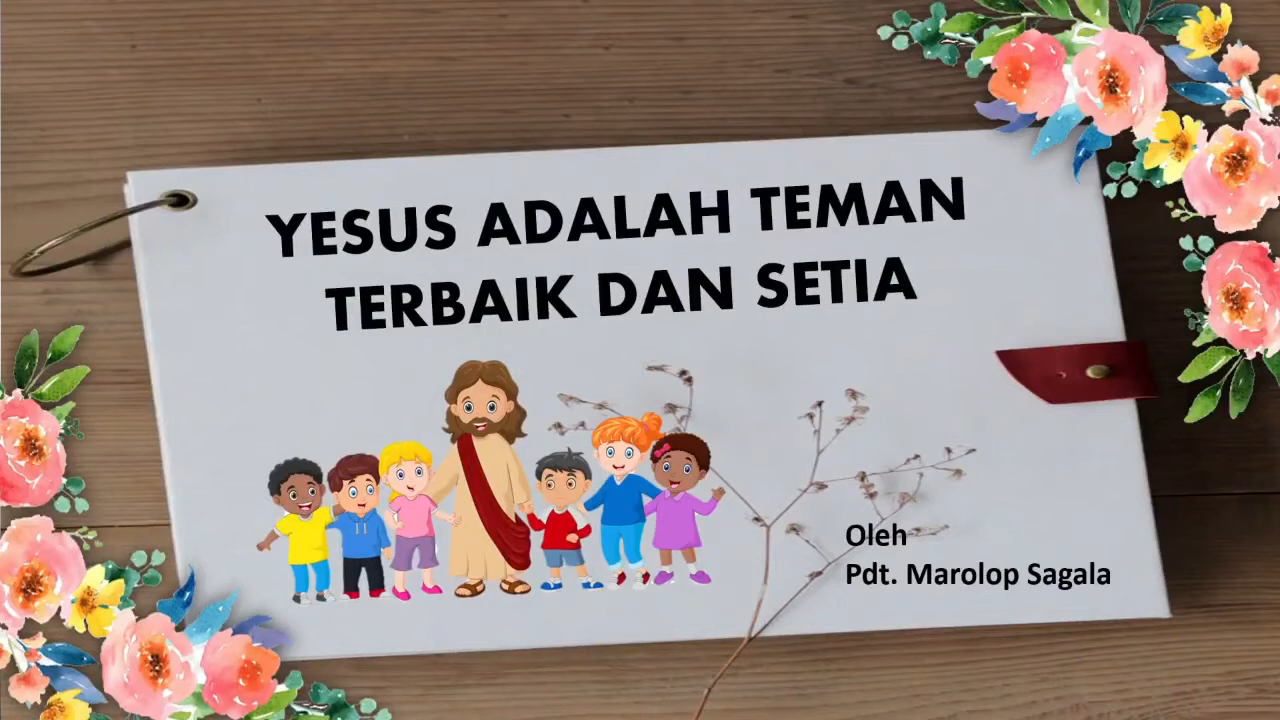 YESUS ADALAH TEMAN
TERBAIK DAN SETIA
Oleh
Pdt. Marolop Sagala